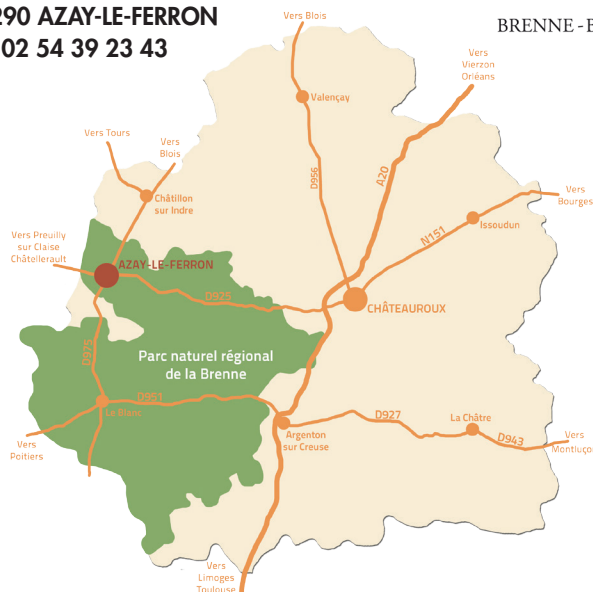 290 AZAY-LE-FERRON
02 54 39 23 43
BRENNE - B
Vers Blois
Vers
Vierzon
Orléans
Valençay
Vers Tours
Vers
Blois
D956
A20
Châtillon
sur Indre
Vers
Bourges
Issoudun
N151
Vers Preuilly
sur Claise
Châtellerault
AZAY-LE-FERRON
D925
CHÂTEAUROUX
D975
Parc naturel régional
de la Brenne
D951
Le Blanc
Vers
Poitiers
Argenton
sur Creuse
D927
La Châtre
D943
Vers
Montluço
Vers
Limoges
Toulouse